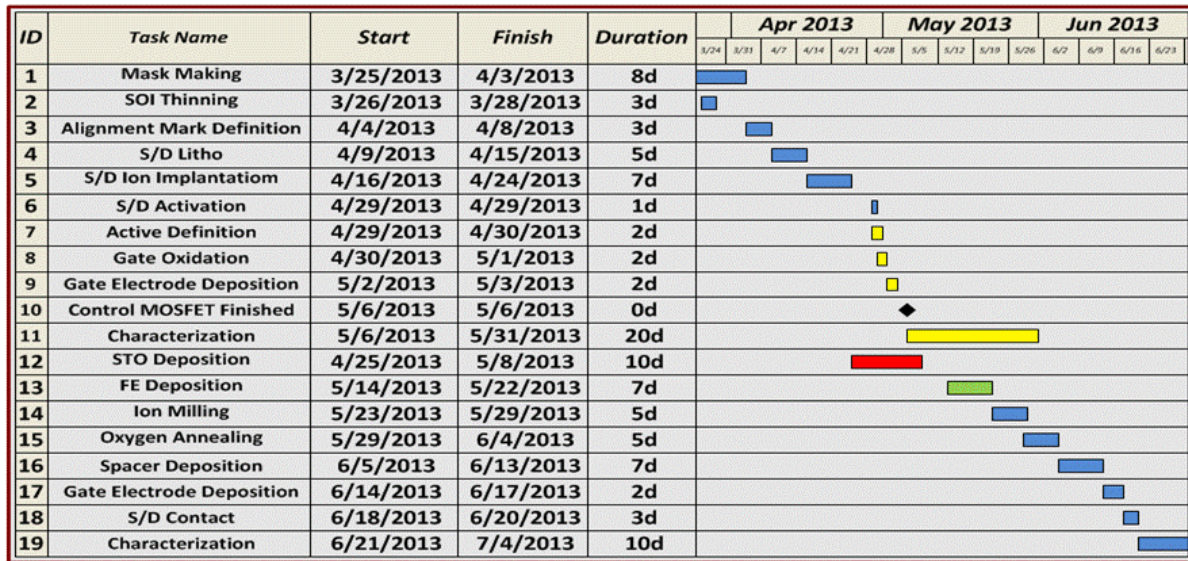 ID Task Name Start Finish Duration Apr 2013 May 2013 Jun 2013
3/24 3/31 4/7 4/14 4/21 4/28 5/5 5/12 5/19 5/26 6/2 6/9 6/16 6/23
1 Mask Making 3/25/2013 4/3/2013 8d
2 SOI Thinning 3/26/2013 3/28/2013 3d
3 Alignment Mark Definition 4/4/2013 4/8/2013 3d
4 S/D Litho 4/9/2013 4/15/2013 5d
5 S/D Ion Implantatiom 4/16/2013 4/24/2013 7d
6 S/D Activation 4/29/2013 4/29/2013 1d
7 Active Definition 4/29/2013 4/30/2013 2d
8 Gate Oxidation 4/30/2013 5/1/2013 2d
9 Gate Electrode Deposition 5/2/2013 5/3/2013 2d
10 Control MOSFET Finished 5/6/2013 5/6/2013 0d
11 Characterization 5/6/2013 5/31/2013 20d
12 STO Deposition 4/25/2013 5/8/2013 10d
13 FE Deposition 5/14/2013 5/22/2013 7d
14 Ion Milling 5/23/2013 5/29/2013 5d
15 Oxygen Annealing 5/29/2013 6/4/2013 5d
16 Spacer Deposition 6/5/2013 6/13/2013 7d
17 Gate Electrode Deposition 6/14/2013 6/17/2013 2d
18 S/D Contact 6/18/2013 6/20/2013 3d
19 Characterization 6/21/2013 7/4/2013 10d